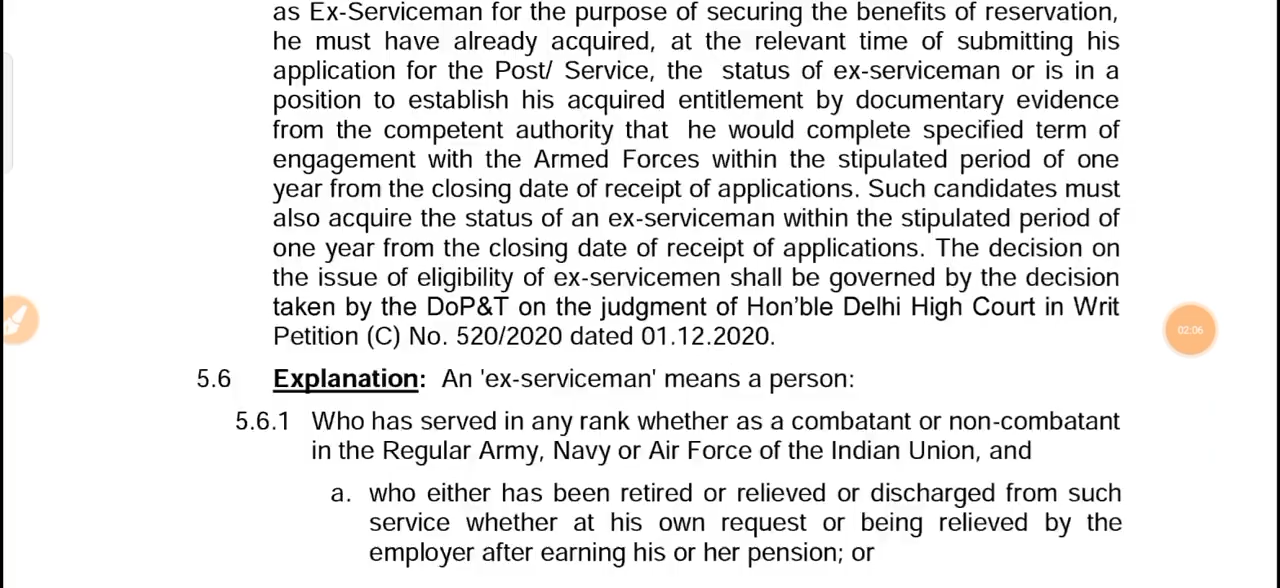 as Ex-Serviceman for the purpose of securing the benefits of reservation,
he must have already acquired, at the relevant time of submitting his
application for the Post/ Service, the status of ex-serviceman or is in a
position to establish his acquired entitlement by documentary evidence
from the competent authority that he would complete specified term of
engagement with the Armed Forces within the stipulated period of one
year from the closing date of receipt of applications. Such candidates must
also acquire the status of an ex-serviceman within the stipulated period of
one year from the closing date of receipt of applications. The decision on
the issue of eligibility of ex-servicemen shall be governed by the decision
taken by the DoP&T on the judgment of Hon’ble Delhi High Court in Writ
Petition (C) No. 520/2020 dated 01.12.2020.
02:06
5.6 Explanation: An 'ex-serviceman' means a person:
5.6.1 Who has served in any rank whether as a combatant or non-combatant
in the Regular Army, Navy or Air Force of the Indian Union, and
a. who either has been retired or relieved or discharged from such
service whether at his own request or being relieved by the
employer after earning his or her pension; or